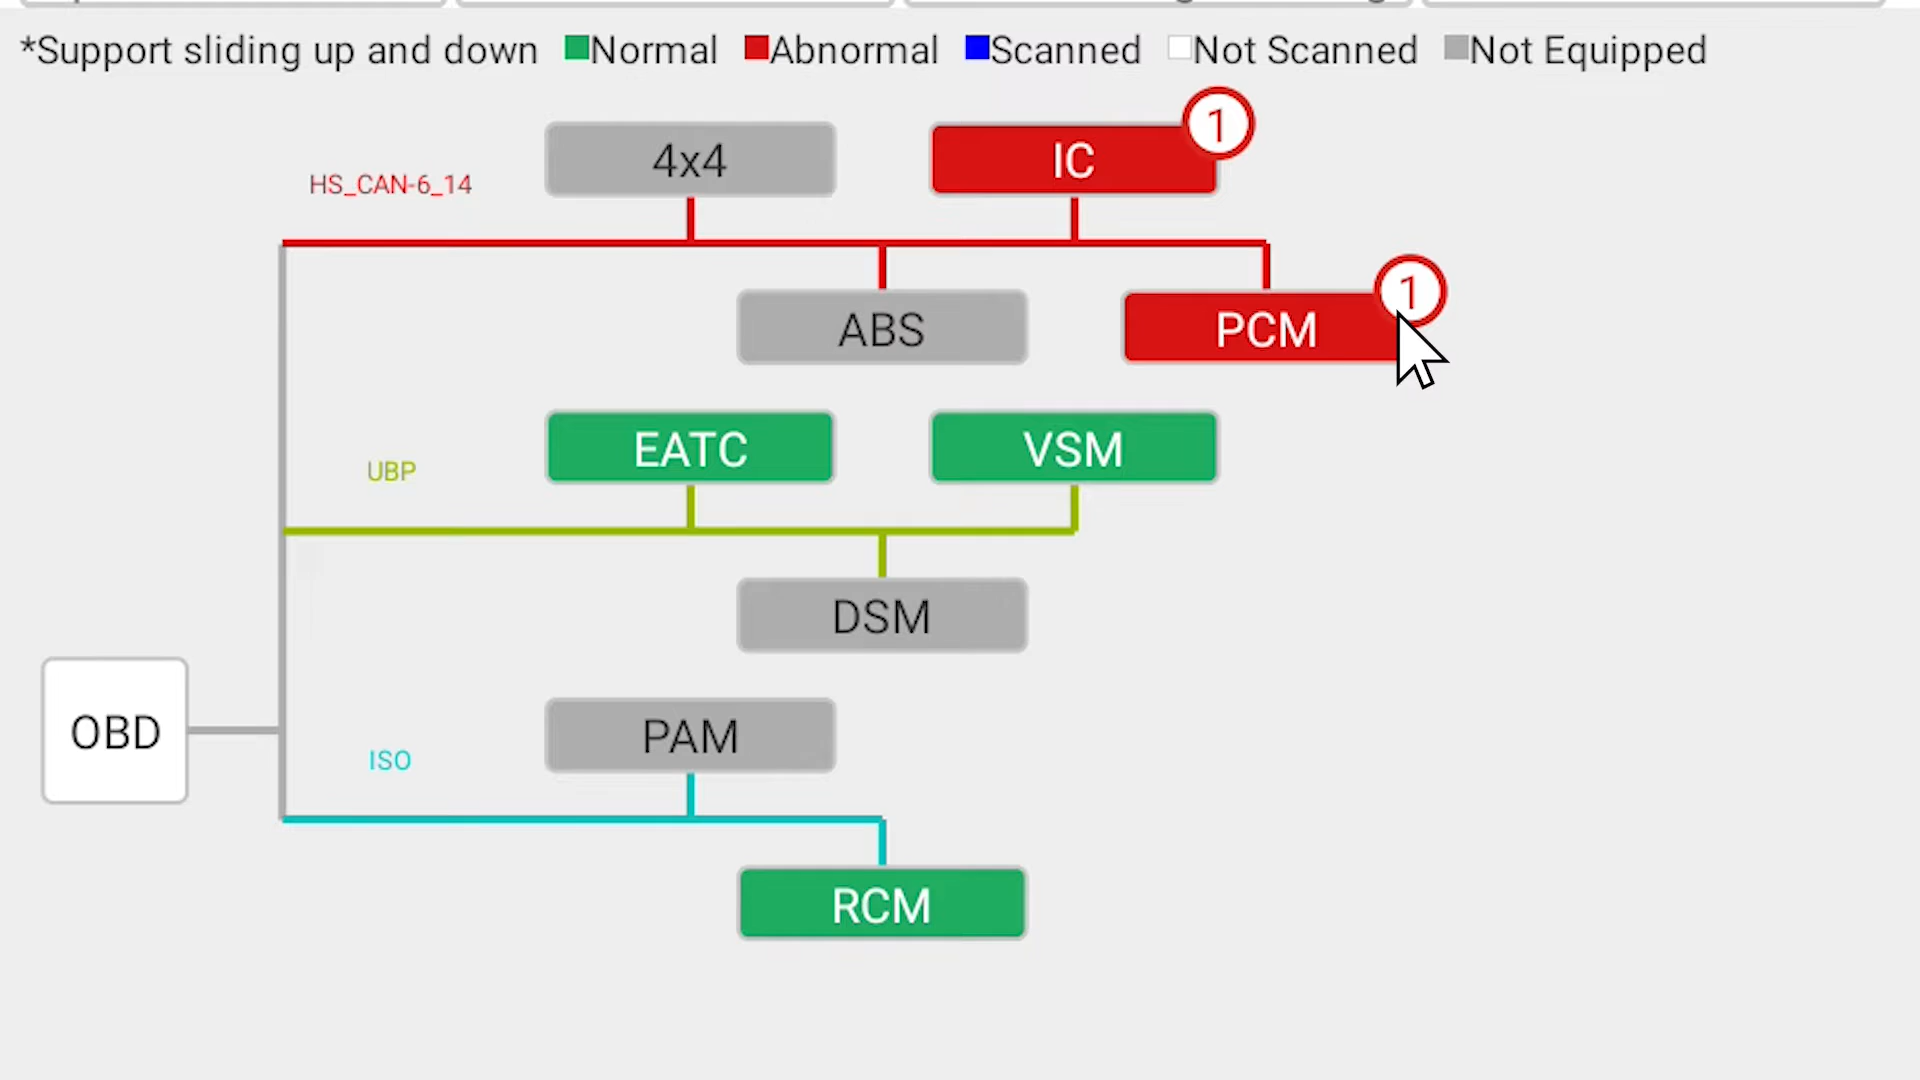 *Support sliding up and down Normal Abnormal Scanned Not Scanned Not Equipped
4x4
IC
1
HS_CAN-6_14
ABS
PCM
1
EATC
VSM
UBP
DSM
OBD
PAM
ISO
RCM